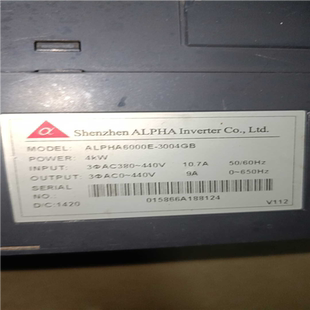 α
Shenzhen ALPHA Inverter Co., Ltd.
MODEL: ALPHA6000E-3004GB
POWER: 4kW
INPUT: 3ΦAC380-440V 10.7A 50/60Hz
OUTPUT: 3ΦAC0-440V 9A 0-650Hz
SERIAL
NO.:
D/C:1420 015866A188124 V112